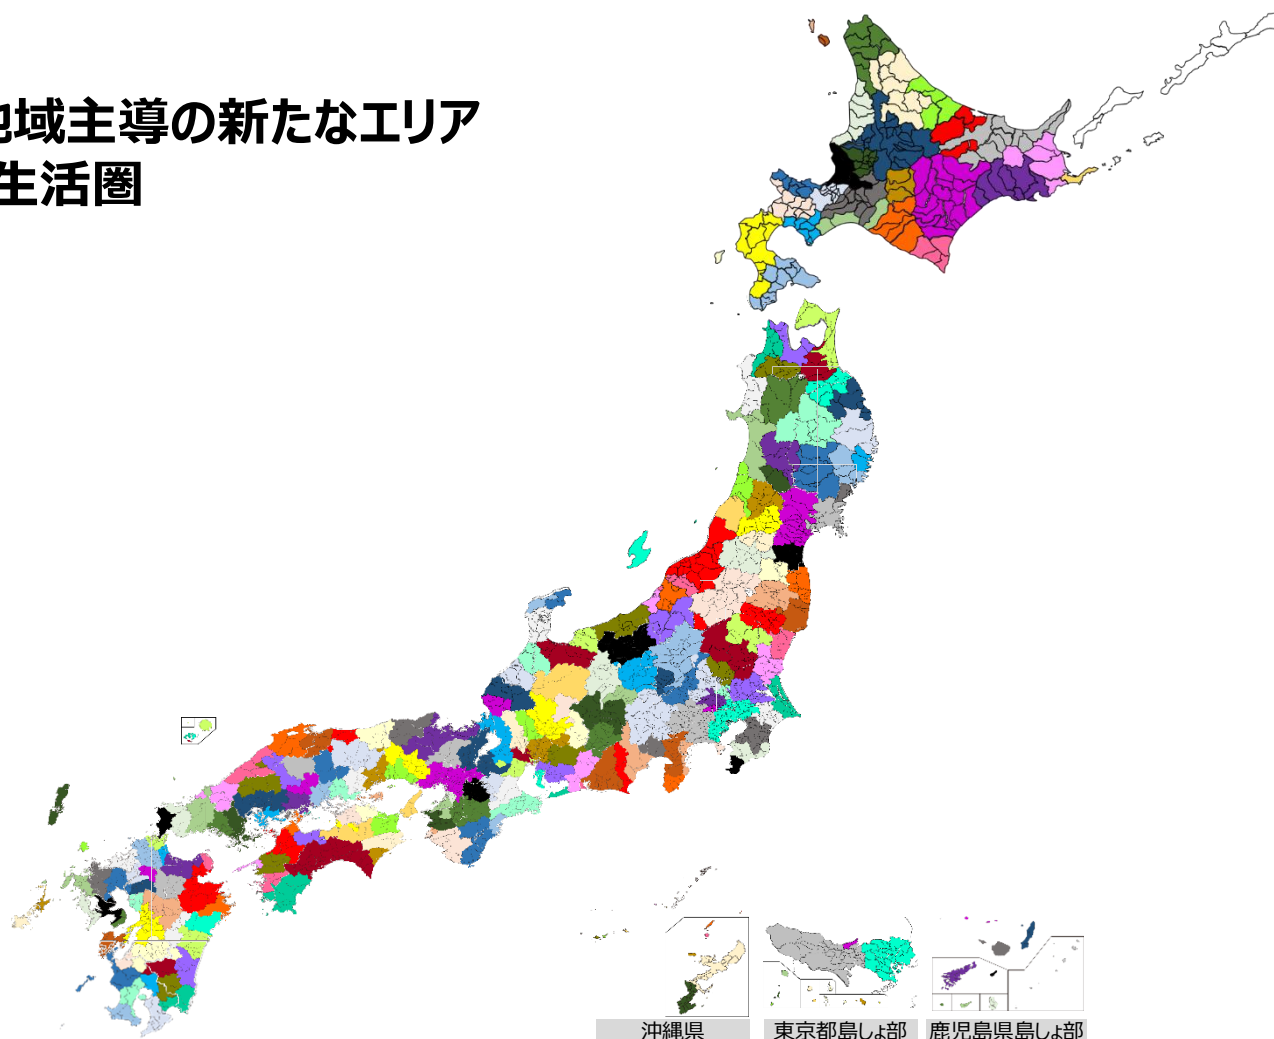 地域主導の新たなエリア
生活圏
沖縄県
東京都島しょ部
鹿児島県島しょ部